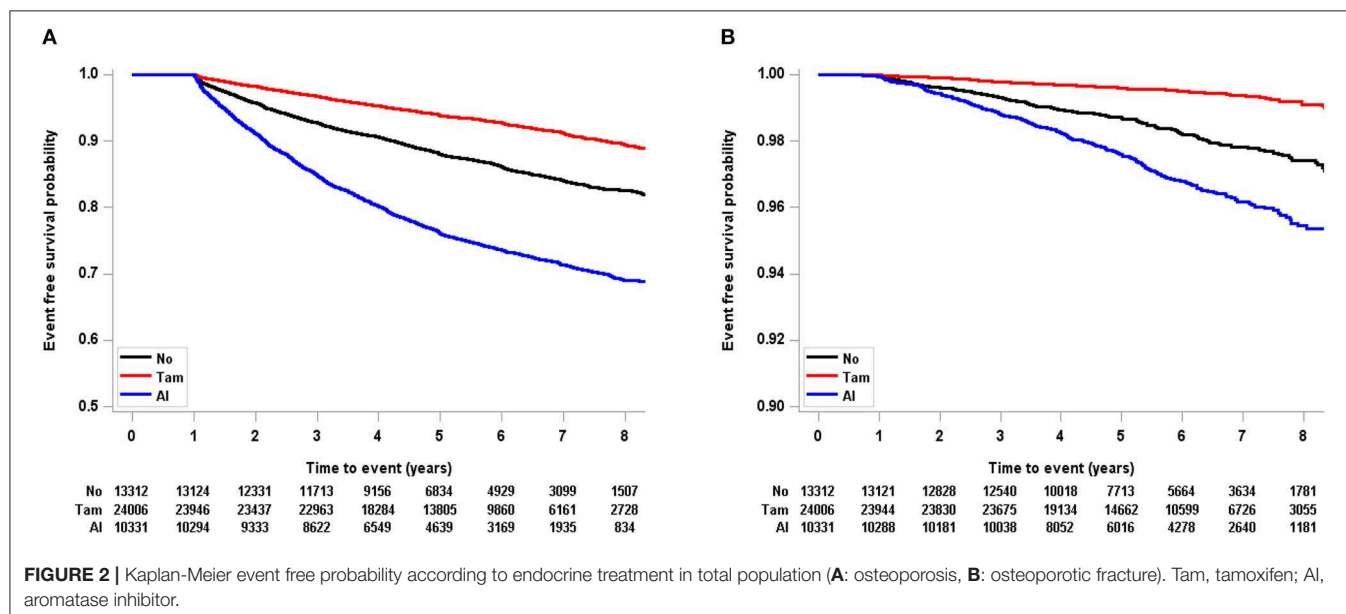 A
Event free survival probability
1.0
0.9
0.8
0.7
0.6
0.5
No
Tam
AI
0 1 2 3 4 5 6 7 8
Time to event (years)
No 13312 13124 12331 11713 9156 6834 4929 3099 1507
Tam 24006 23946 23437 22963 18284 13805 9860 6161 2728
AI 10331 10294 9333 8622 6549 4639 3169 1935 834
B
Event free survival probability
1.00
0.98
0.96
0.94
0.92
0.90
No
Tam
AI
0 1 2 3 4 5 6 7 8
Time to event (years)
No 13312 13121 12828 12540 10018 7713 5664 3634 1781
Tam 24006 23944 23830 23675 19134 14662 10599 6726 3055
AI 10331 10288 10181 10038 8052 6016 4278 2640 1181
FIGURE 2 | Kaplan-Meier event free probability according to endocrine treatment in total population (A: osteoporosis, B: osteoporotic fracture). Tam, tamoxifen; AI,
aromatase inhibitor.